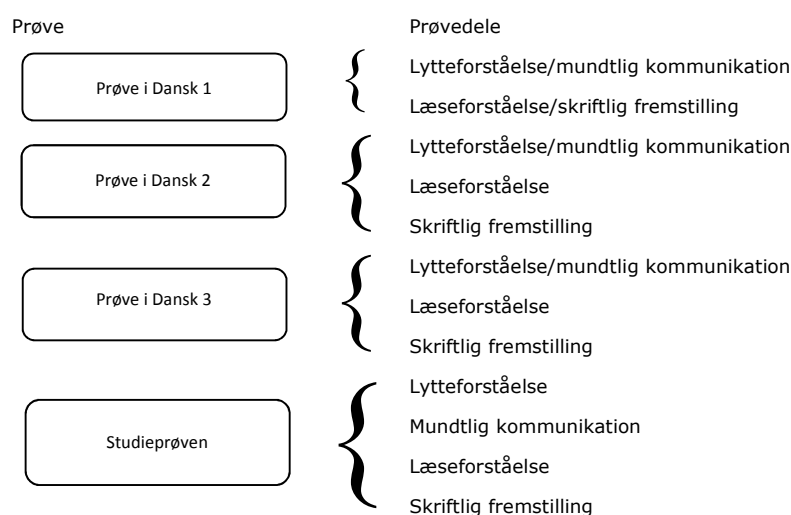 Prøve Prøvedele
Prøve i Dansk 1
Lytteforståelse/mundtlig kommunikation
Læseforståelse/skriftlig fremstilling
Prøve i Dansk 2
Lytteforståelse/mundtlig kommunikation
Læseforståelse
Skriftlig fremstilling
Prøve i Dansk 3
Lytteforståelse/mundtlig kommunikation
Læseforståelse
Skriftlig fremstilling
Studieprøven
Lytteforståelse
Mundtlig kommunikation
Læseforståelse
Skriftlig fremstilling